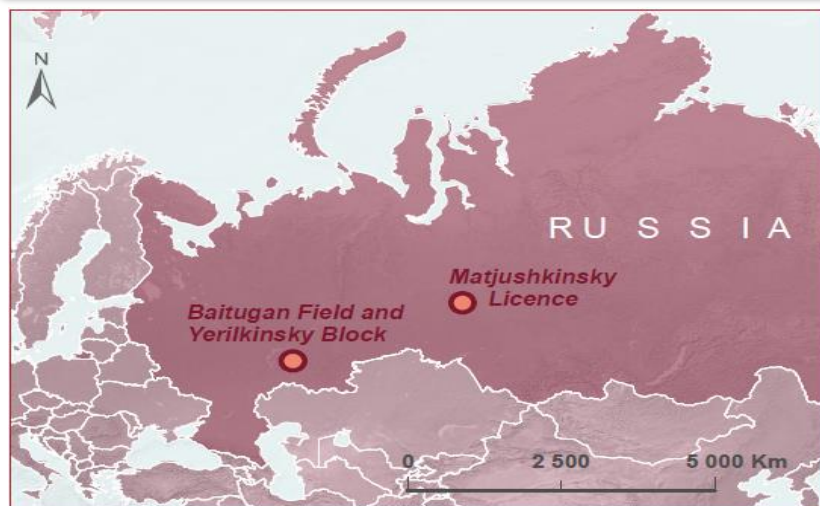 N
RUSSIA
Matjushkinsky
Licence
Baitugan Field and
Yerilkinsky Block
0 2 500 5 000 Km